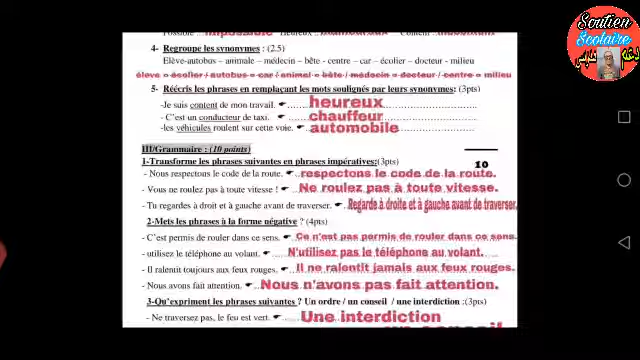 Soutien
Scolaire
Possible impossible Heureux malheureux Content mécontent
4- Regroupe les synonymes : (2.5)
Elève-autobus – animale – médecin – bête - centre – car – écolier – docteur - milieu
élève = écolier / autobus = car / animal = bête / médecin = docteur / centre = milieu
5- Réécris les phrases en remplaçant les mots soulignés par leurs synonymes: (3pts)
-Je sais content de mon travail. heureux
- C'est un conducteur de taxi. chauffeur
-les véhicules roulent sur cette voie. automobile
III/Grammaire : (10 points)
10
1-Transforme les phrases suivantes en phrases impératives:(3pts)
- Nous respectons le code de la route. respectons le code de la route.
- Vous ne roulez pas à toute vitesse ! Ne roulez pas à toute vitesse.
- Tu regardes à droit et à gauche avant de traverser. Regarde à droite et à gauche avant de traverser.
2-Mets les phrases à la forme négative ? (4pts)
- C'est permis de rouler dans ce sens. Ce n'est pas permis de rouler dans ce sens.
- utilisez le téléphone au volant. N'utilisez pas le téléphone au volant.
- Il ralentit toujours aux feux rouges. Il ne ralentit jamais aux feux rouges.
- Nous avons fait attention. Nous n'avons pas fait attention.
3-Qu'expriment les phrases suivantes ? Un ordre / un conseil / une interdiction :(3pts)
- Ne traversez pas, le feu est vert. Une interdiction
un conseil